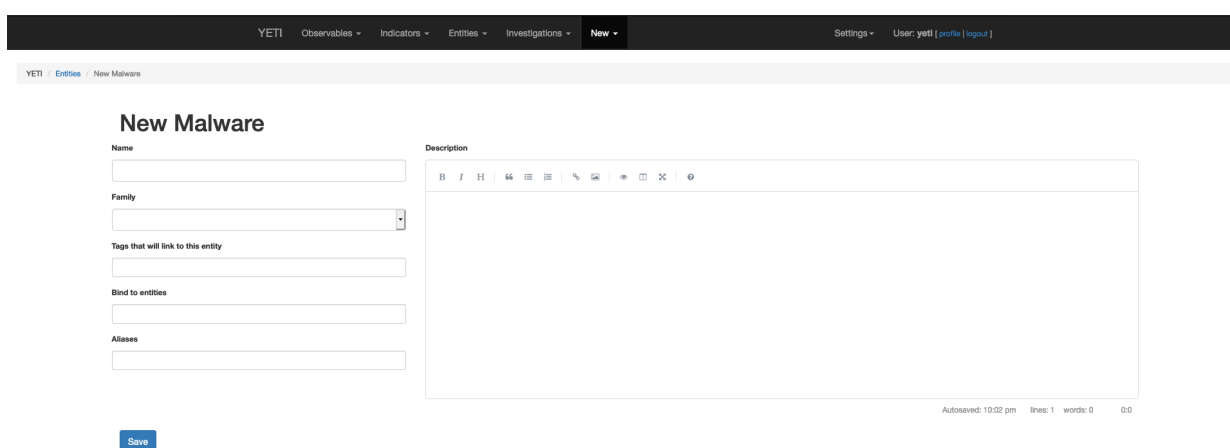 YETI Observables Indicators Entities Investigations New Settings User: yeti [ profile | logout ]
YETI / Entities / New Malware
New Malware
Name
Description
B I H
Family
Tags that will link to this entity
Bind to entities
Aliases
Autosaved: 10:02 pm lines: 1 words: 0 0:0
Save